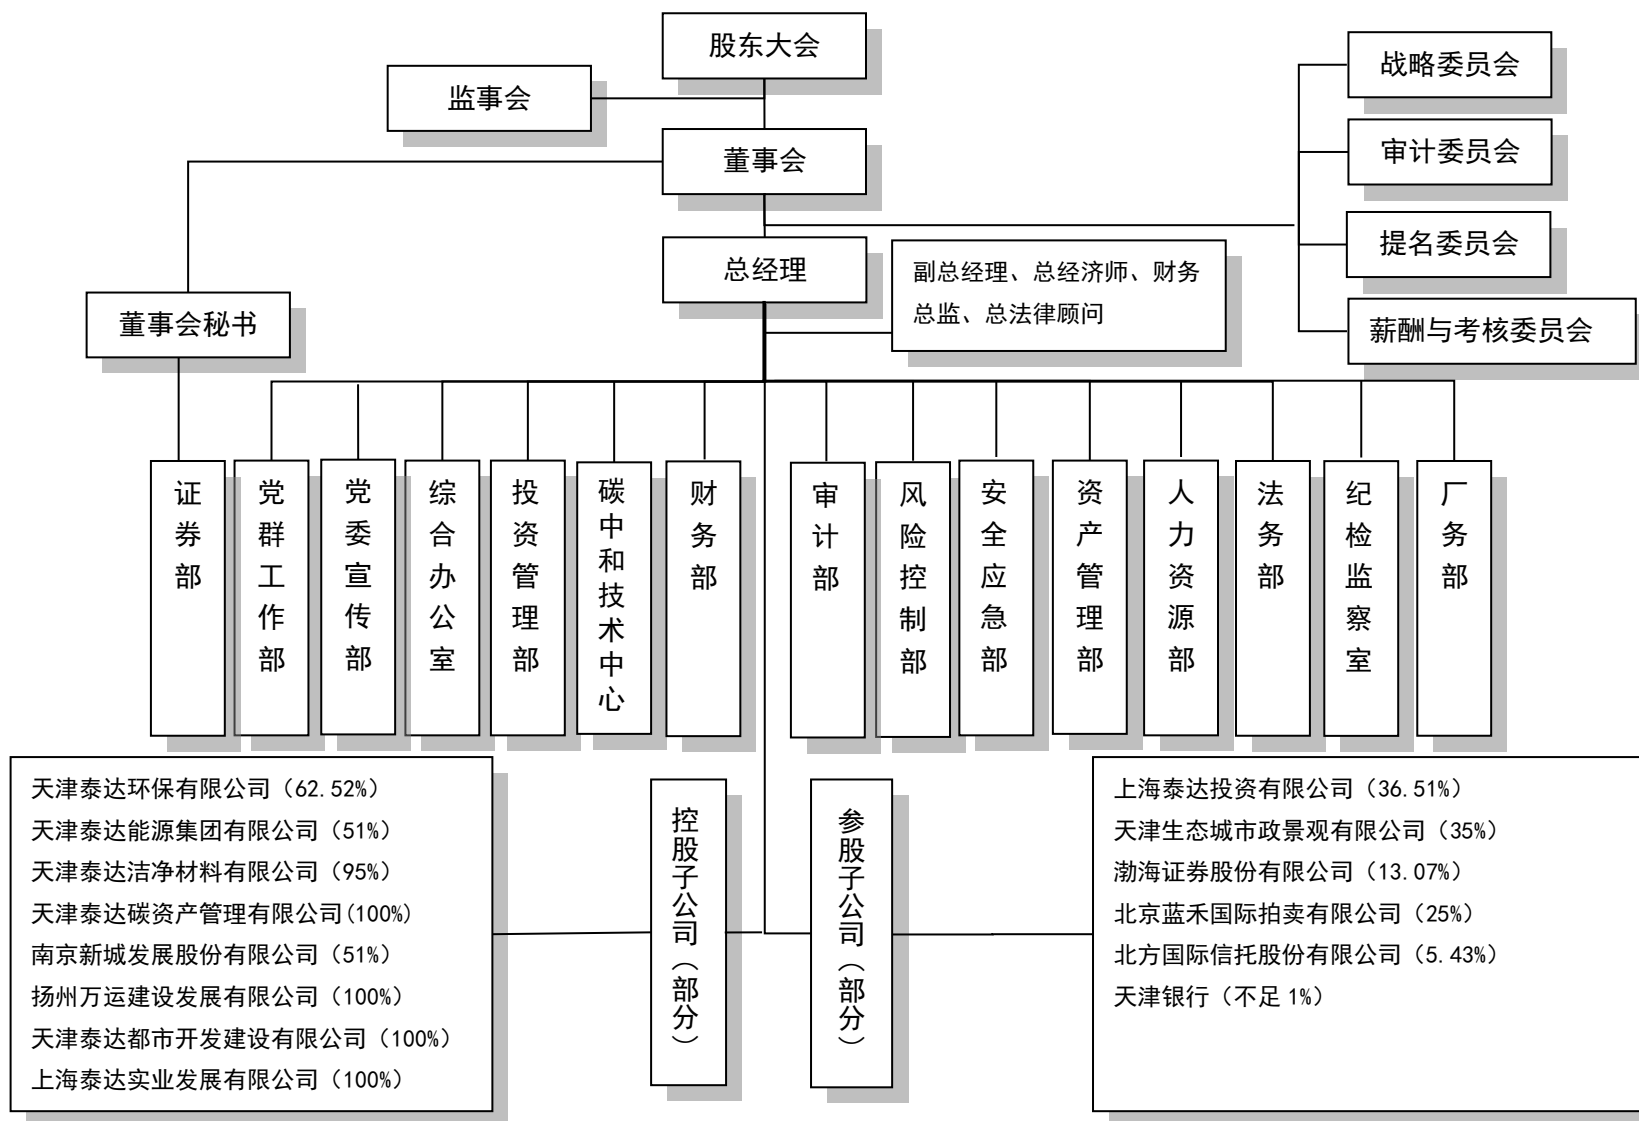 股东大会
监事会
董事会
战略委员会
审计委员会
提名委员会
薪酬与考核委员会
总经理
副总经理、总经济师、财务
总监、总法律顾问
董事会秘书
证券部
党群工作部
党委宣传部
综合办公室
投资管理部
碳中和技术中心
财务部
审计部
风险控制部
安全应急部
资产管理部
人力资源部
法务部
纪检监察室
厂务部
天津泰达环保有限公司（62.52%）
天津泰达能源集团有限公司（51%）
天津泰达洁净材料有限公司（95%）
天津泰达碳资产管理有限公司(100%)
南京新城发展股份有限公司（51%）
扬州万运建设发展有限公司（100%）
天津泰达都市开发建设有限公司（100%）
上海泰达实业发展有限公司（100%）
控股子公司（部分）
参股子公司（部分）
上海泰达投资有限公司（36.51%）
天津生态城市政景观有限公司（35%）
渤海证券股份有限公司（13.07%）
北京蓝禾国际拍卖有限公司（25%）
北方国际信托股份有限公司（5.43%）
天津银行（不足 1%）